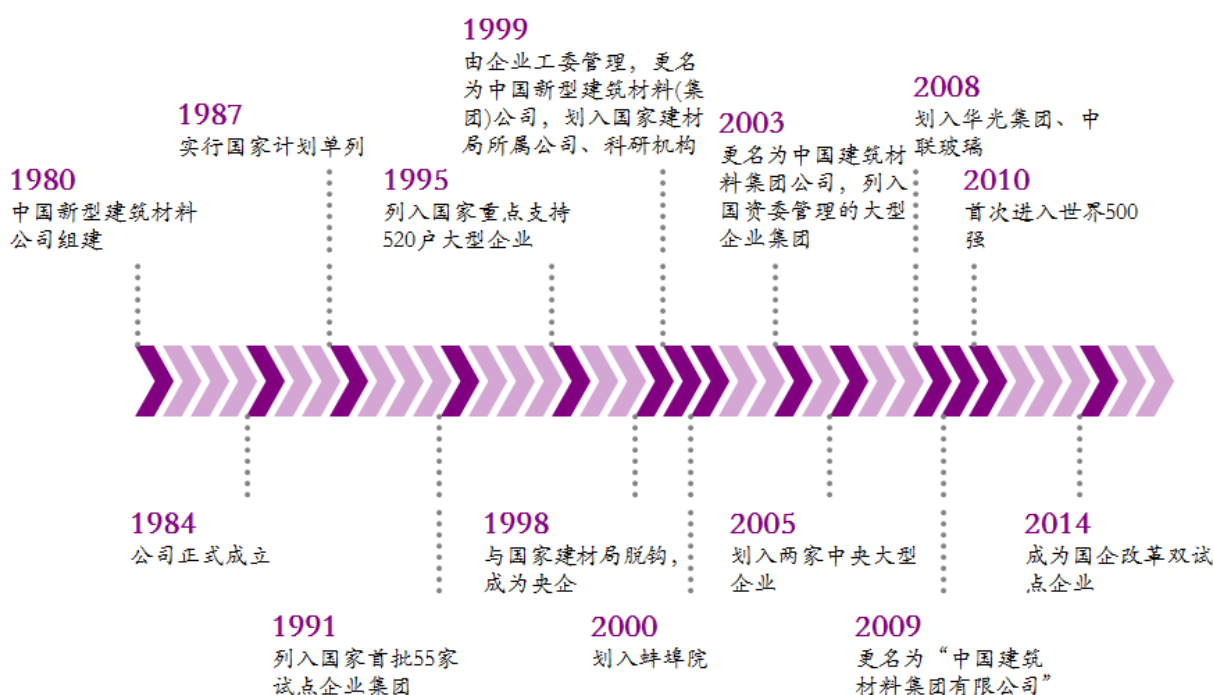 1980
中国新型建筑材料
公司组建
1984
公司正式成立
1987
实行国家计划单列
1991
列入国家首批55家
试点企业集团
1995
列入国家重点支持
520户大型企业
1998
与国家建材局脱钩，
成为央企
1999
由企业工委管理，更名
为中国新型建筑材料(集
团)公司，划入国家建材
局所属公司、科研机构
2000
划入蚌埠院
2003
更名为中国建筑材
料集团公司，列入
国资委管理的大型
企业集团
2005
划入两家中央大型
企业
2008
划入华光集团、中
联玻璃
2009
更名为“中国建筑
材料集团有限公司”
2010
首次进入世界500
强
2014
成为国企改革双试
点企业